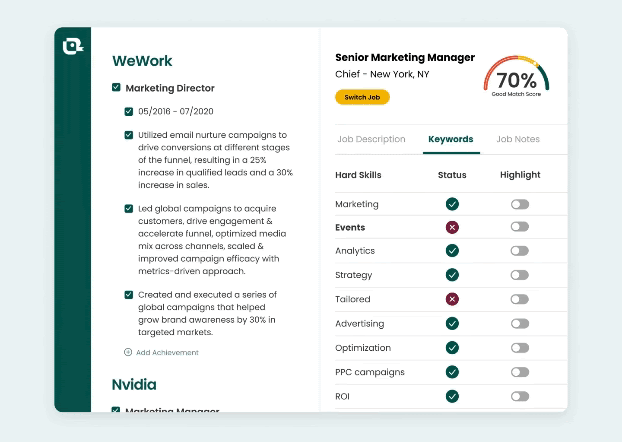 WeWork
Marketing Director
05/2016 - 07/2020
Utilized email nurture campaigns to
drive conversions at different stages
of the funnel, resulting in a 25%
increase in qualified leads and a 30%
increase in sales.
Led global campaigns to acquire
customers, drive engagement &
accelerate funnel, optimized media
mix across channels, scaled &
improved campaign efficacy with
metrics-driven approach.
Created and executed a series of
global campaigns that helped
grow brand awareness by 30% in
targeted markets.
Add Achievement
Nvidia
Marketing Manager
Senior Marketing Manager
Chief - New York, NY
Switch Job
70%
Good Match Score
Job Description Keywords Job Notes
Hard Skills Status Highlight
Marketing
Events
Analytics
Strategy
Tailored
Advertising
Optimization
PPC campaigns
ROI